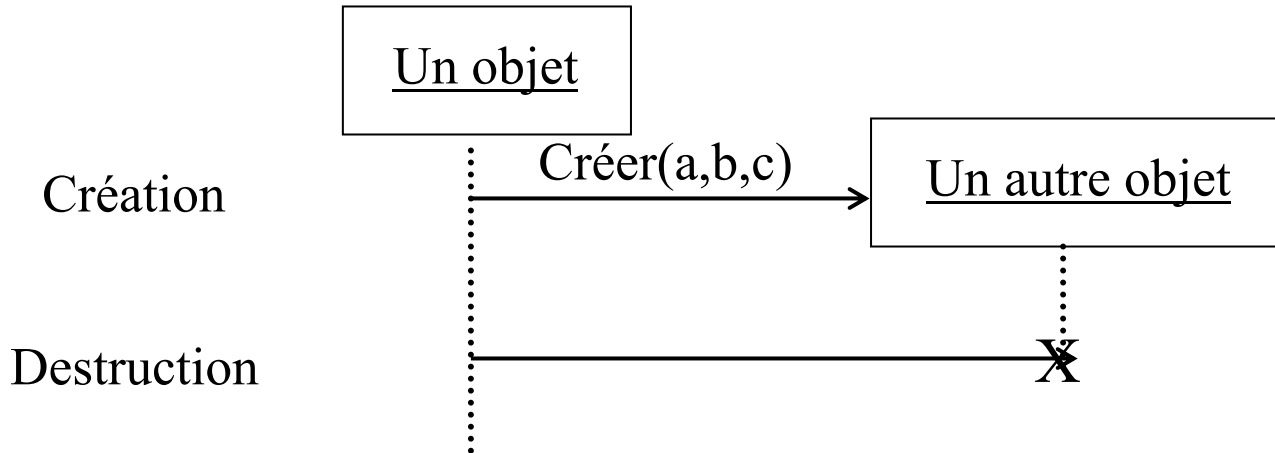 Un objet
Création
Créer(a,b,c)
Un autre objet
Destruction
X